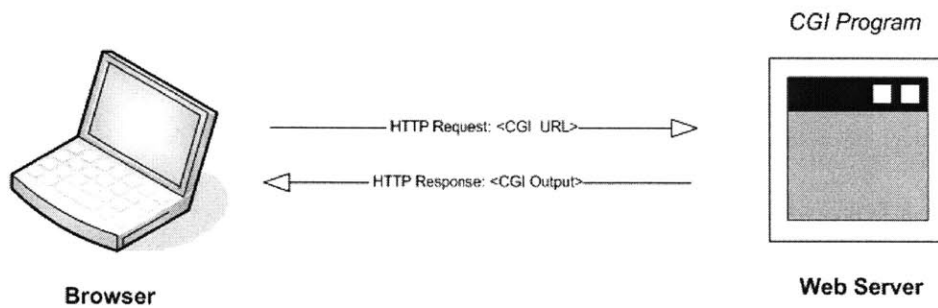 CGI Program
HTTP Request: <CGI URL>
HTTP Response: <CGI Output>
Browser
Web Server